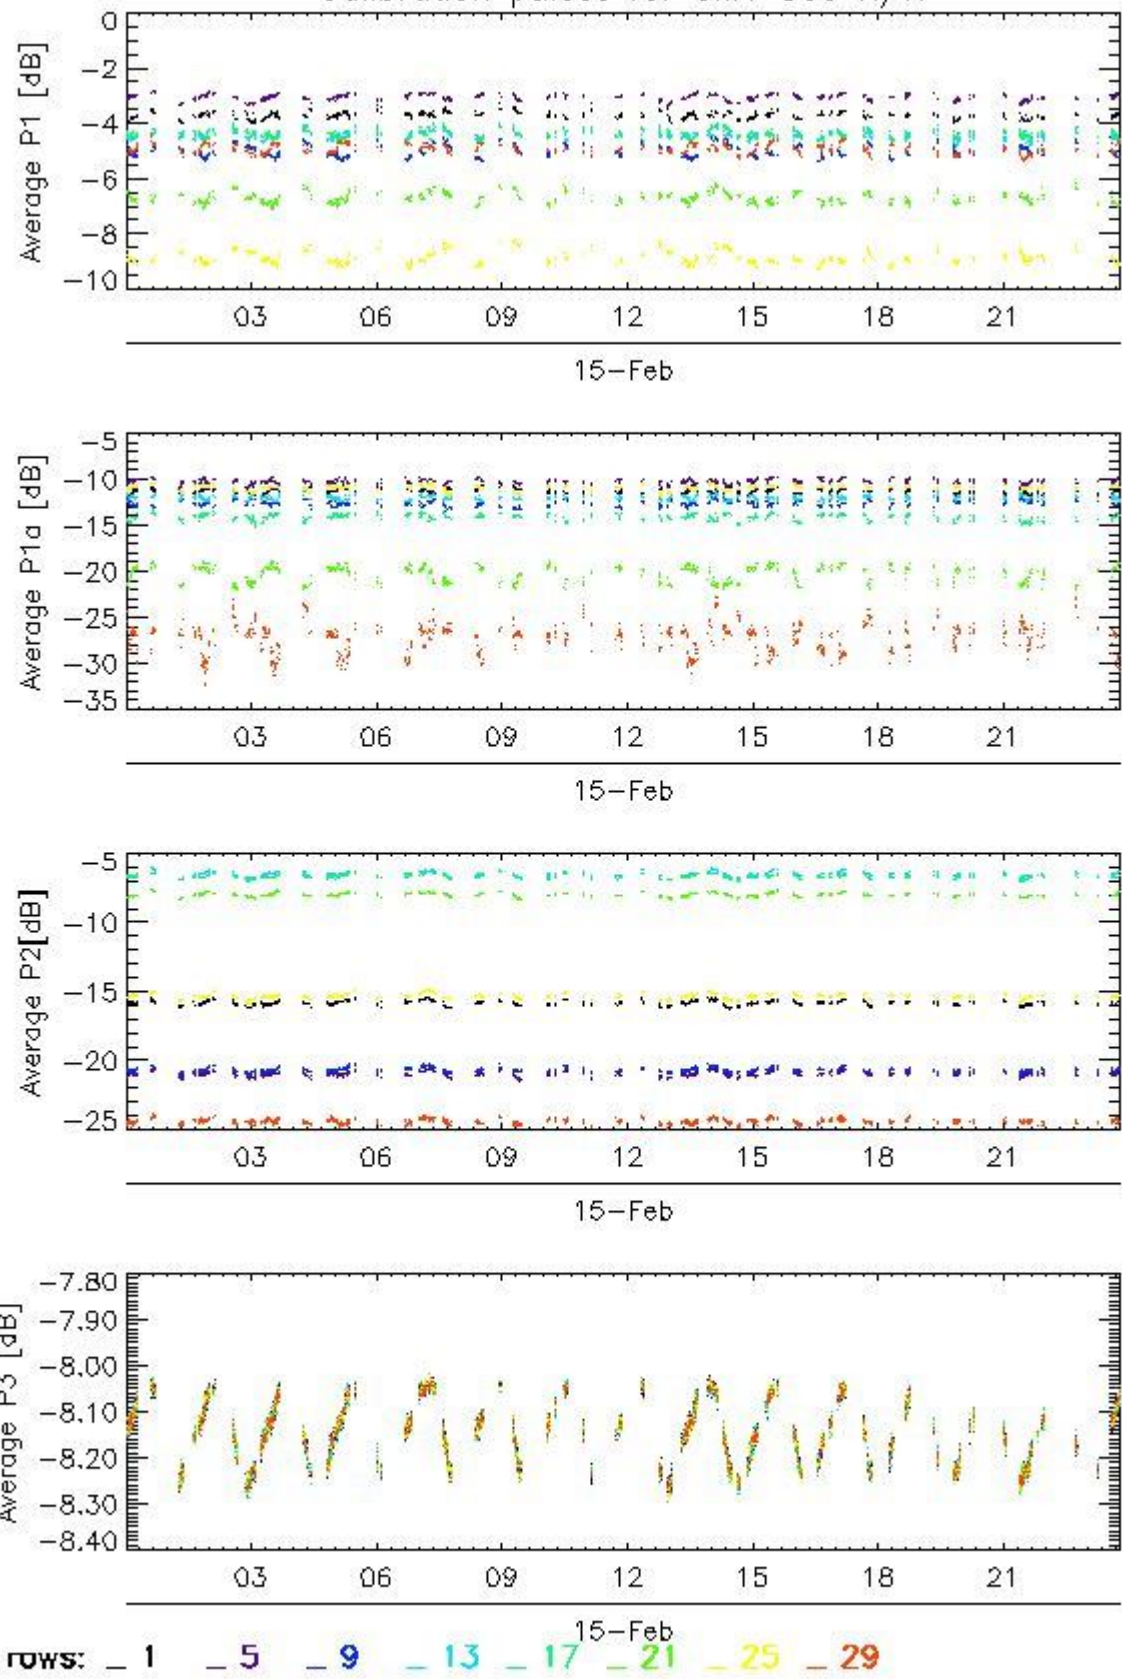 Average P1 [dB]
0
-2
-4
-6
-8
-10
03 06 09 12 15 18 21
15-Feb
Average P1a [dB]
-5
-10
-15
-20
-25
-30
-35
03 06 09 12 15 18 21
15-Feb
Average P2[dB]
-5
-10
-15
-20
-25
03 06 09 12 15 18 21
15-Feb
Average P3 [dB]
-7.80
-7.90
-8.00
-8.10
-8.20
-8.30
-8.40
03 06 09 12 15 18 21
15-Feb
rows: _ 1 _ 5 _ 9 _ 13 _ 17 _ 21 _ 25 _ 29